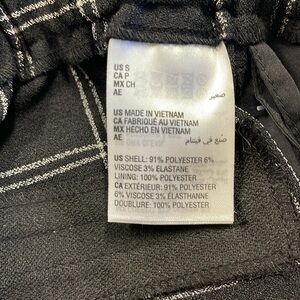 US S
CA P
MX CH
AE صغير
US MADE IN VIETNAM
CA FABRIQUÉ AU VIETNAM
MX HECHO EN VIETNAM
AE صنع في فيتنام
US SHELL: 91% POLYESTER 6%
VISCOSE 3% ELASTANE
LINING: 100% POLYESTER
CA EXTÉRIEUR: 91% POLYESTER
6% VISCOSE 3% ÉLASTHANNE
DOUBLURE: 100% POLYESTER